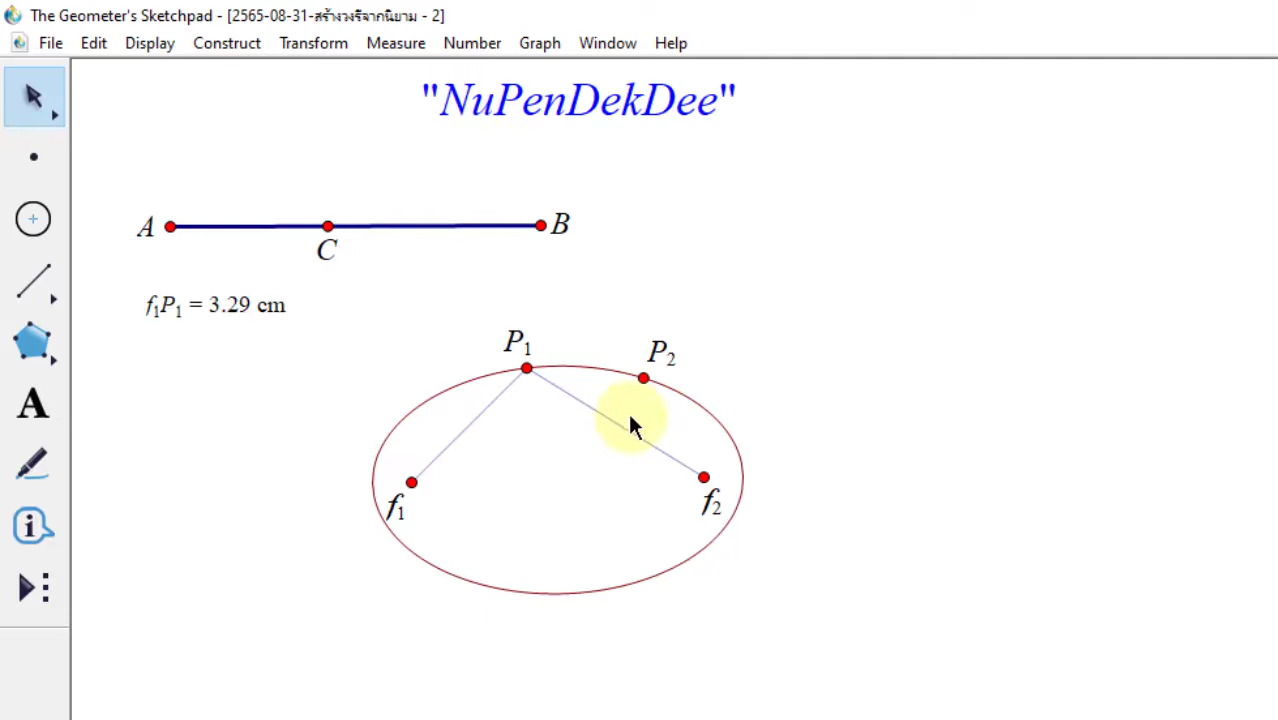 The Geometer's Sketchpad - [2565-08-31-สร้างวงรีจากนิยาม - 2]
File Edit Display Construct Transform Measure Number Graph Window Help
"NuPenDekDee"
A B
C
f₁P₁ = 3.29 cm
P₁ P₂
f₁ f₂
A
i